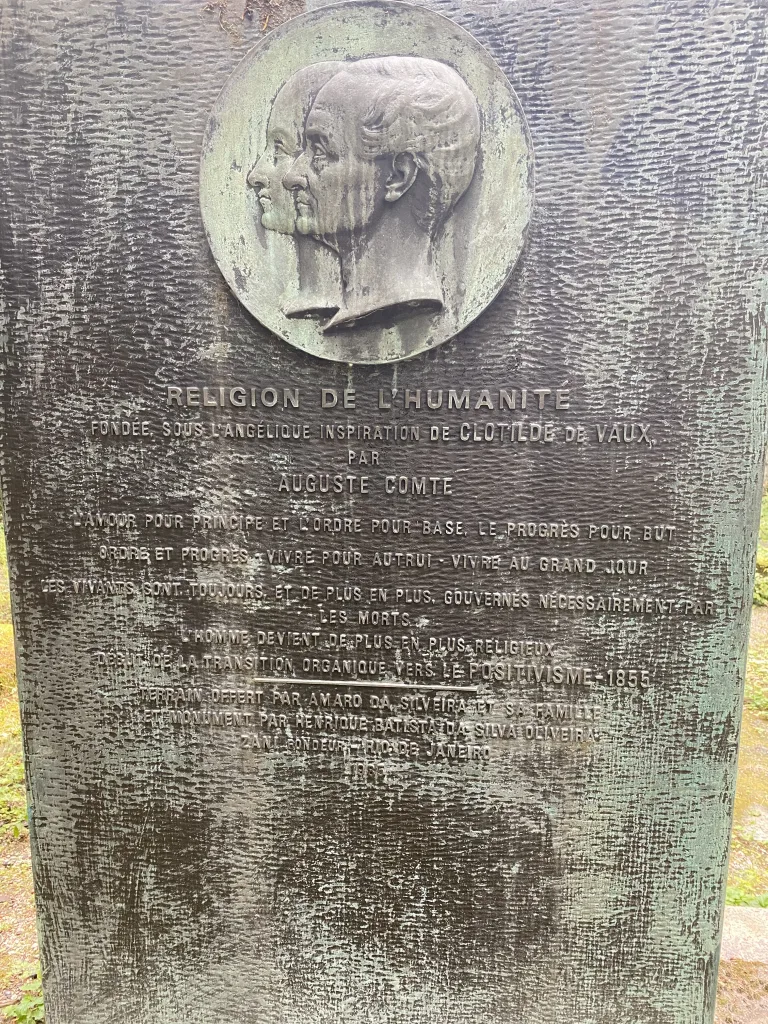 RELIGION DE L'HUMANITÉ
FONDÉE, SOUS L'ANGÉLIQUE INSPIRATION DE CLOTILDE DE VAUX,
PAR
AUGUSTE COMTE
L'AMOUR POUR PRINCIPE ET L'ORDRE POUR BASE, LE PROGRÈS POUR BUT
ORDRE ET PROGRÈS - VIVRE POUR AUTRUI - VIVRE AU GRAND JOUR
LES VIVANTS SONT TOUJOURS, ET DE PLUS EN PLUS, GOUVERNÉS NÉCESSAIREMENT PAR
LES MORTS
L'HOMME DEVIENT DE PLUS EN PLUS RELIGIEUX
DÉBUT DE LA TRANSITION ORGANIQUE VERS LE POSITIVISME - 1855
TERRAIN OFFERT PAR AMARO DA SILVEIRA ET SA FAMILLE
LE MONUMENT PAR HENRIQUE BATISTA DA SILVA OLIVEIRA
ZANI FONDEUR - RIO DE JANEIRO